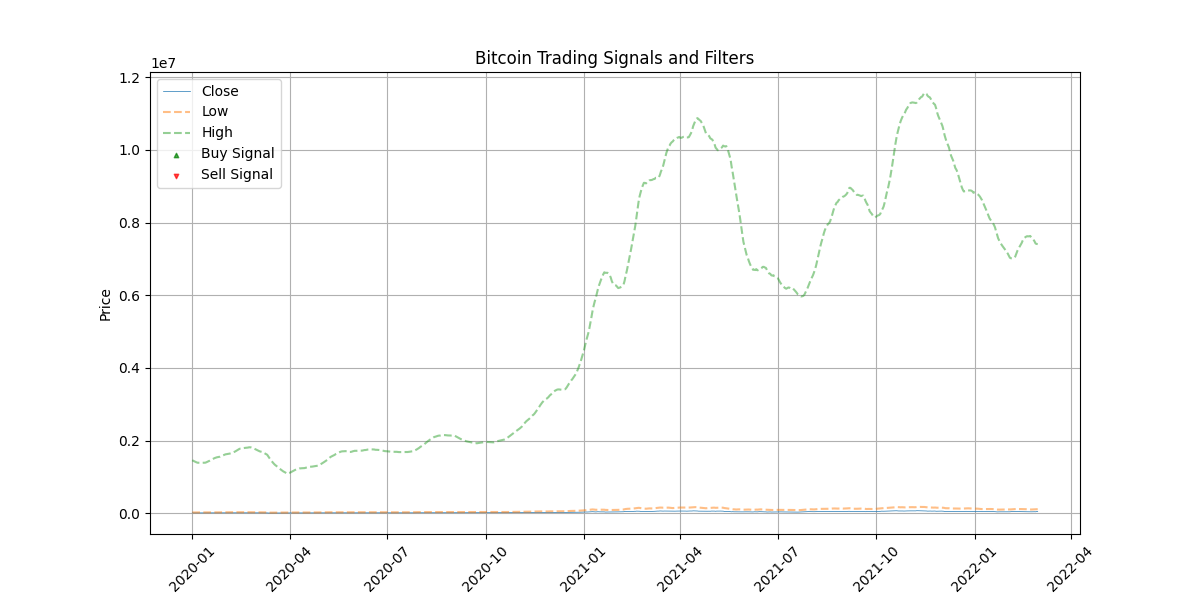 Bitcoin Trading Signals and Filters
1e7
1.2
1.0
0.8
0.6
0.4
0.2
0.0
Price
Close
Low
High
Buy Signal
Sell Signal
2020-01
2020-04
2020-07
2020-10
2021-01
2021-04
2021-07
2021-10
2022-01
2022-04